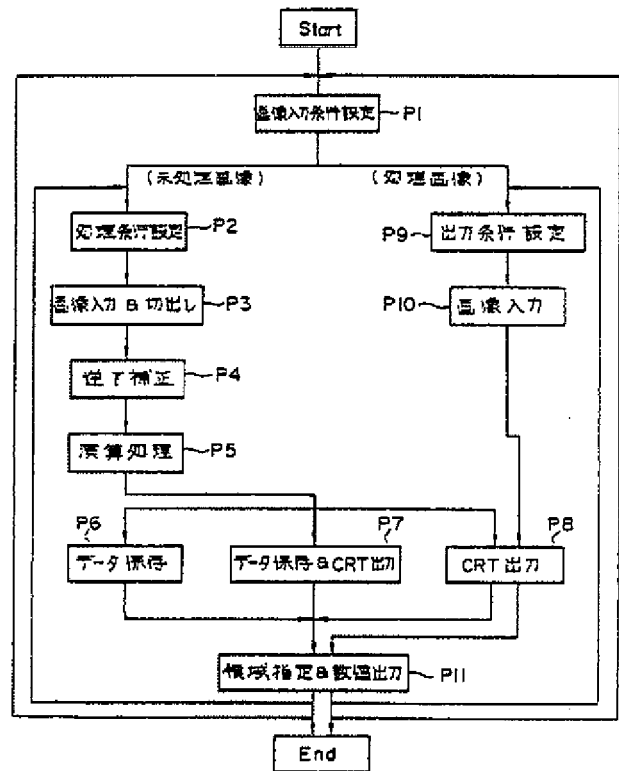 Start
画像入力条件設定 P1
(未処理画像) (処理画像)
処理条件設定 P2
P9 出力条件設定
画像入力&切出し P3
P10 画像入力
逆γ補正 P4
演算処理 P5
P6 P7 P8
データ保存 データ保存&CRT出力 CRT出力
領域指定&数値出力 P11
End